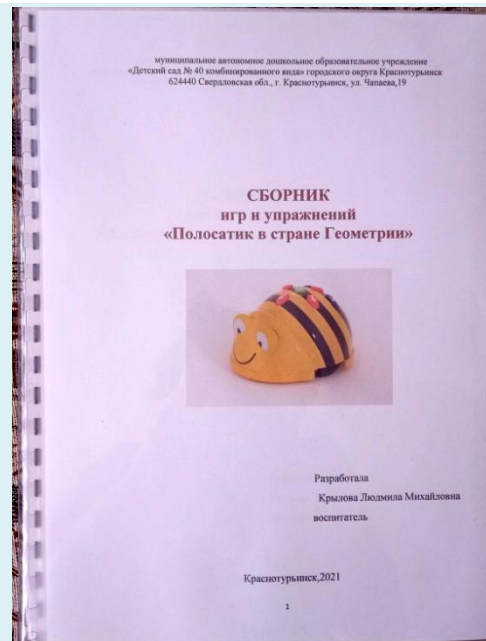 муниципальное автономное дошкольное образовательное учреждение
«Детский сад № 40 комбинированного вида» городского округа Краснотурьинск
624440 Свердловская обл., г. Краснотурьинск, ул. Чапаева,19
СБОРНИК
игр и упражнений
«Полосатик в стране Геометрии»
Разработала
Крылова Людмила Михайловна
воспитатель
Краснотурьинск,2021
1